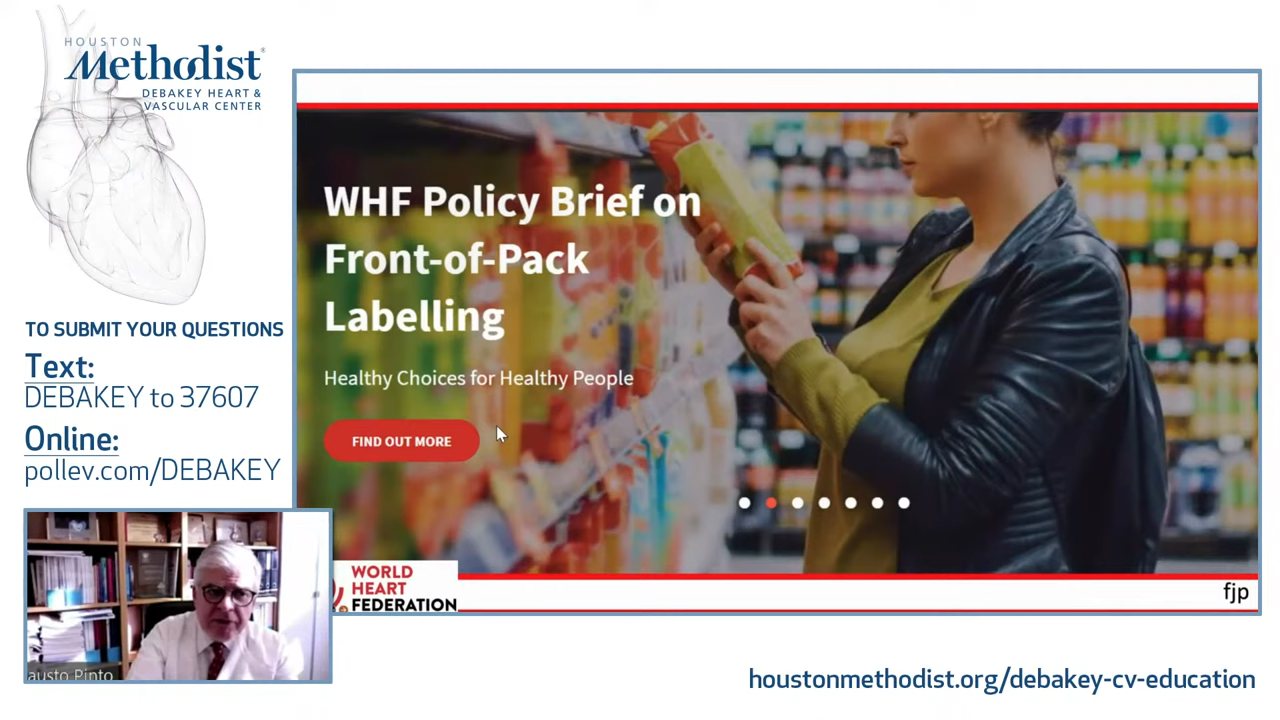 HOUSTON
Methodist
DEBAKEY HEART &
VASCULAR CENTER
TO SUBMIT YOUR QUESTIONS
Text:
DEBAKEY to 37607
Online:
pollev.com/DEBAKEY
WHF Policy Brief on
Front-of-Pack
Labelling
Healthy Choices for Healthy People
FIND OUT MORE
WORLD
HEART
FEDERATION
fjp
austo Pinto
houstonmethodist.org/debakey-cv-education